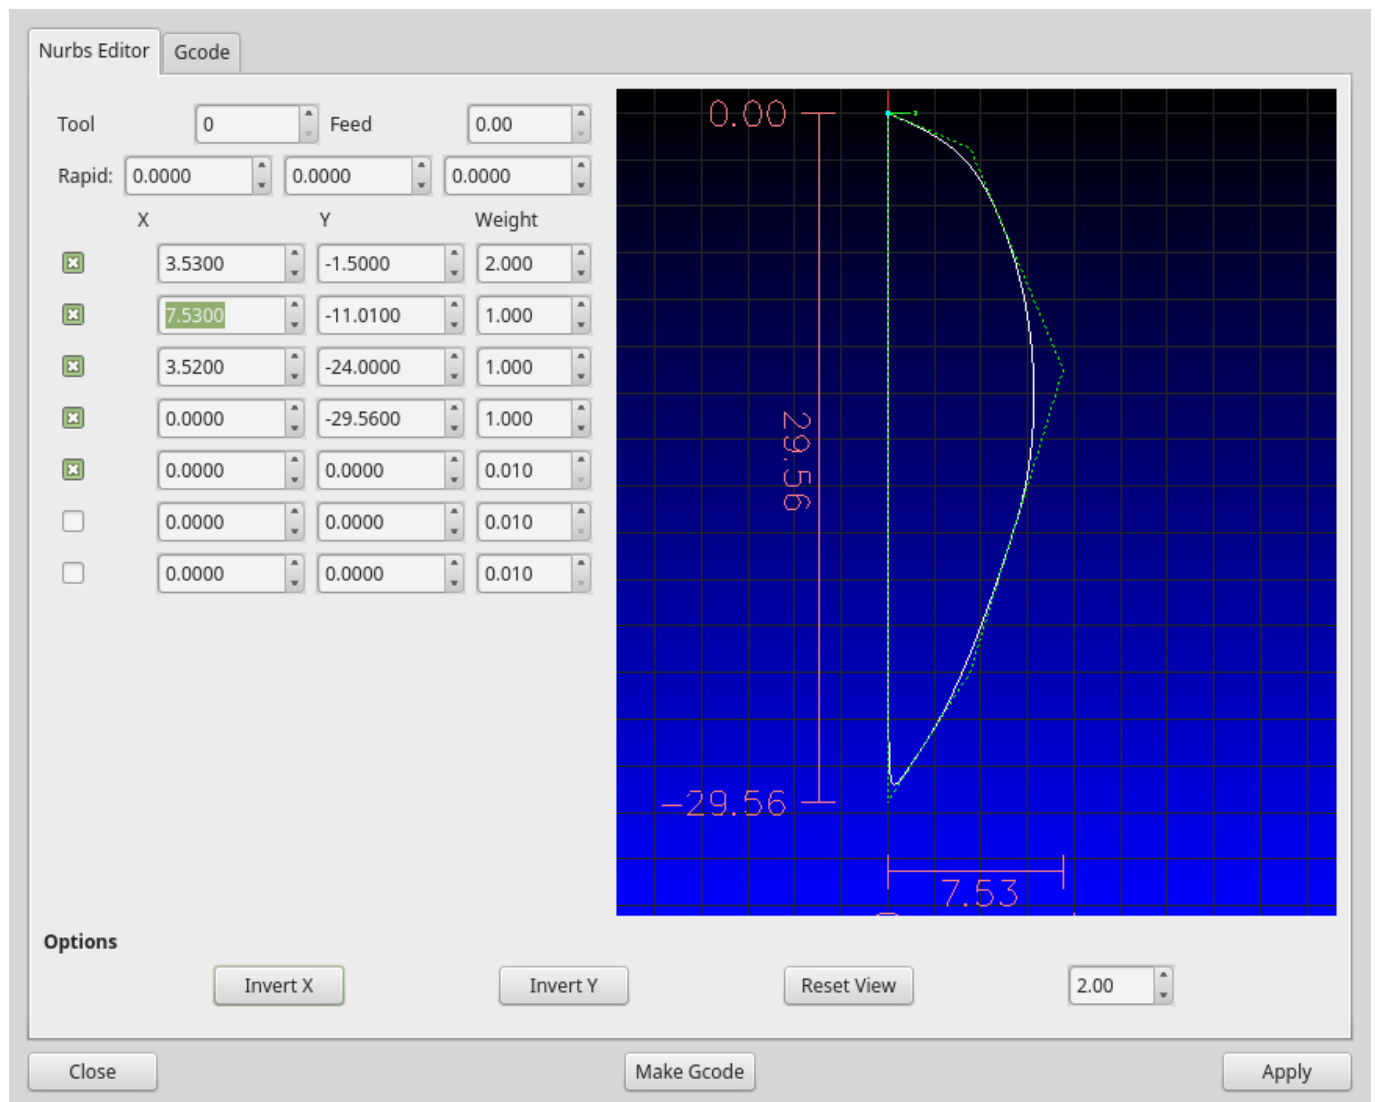 Nurbs Editor Gcode
Tool 0 Feed 0.00
Rapid: 0.0000 0.0000 0.0000
X Y Weight
3.5300 -1.5000 2.000
7.5300 -11.0100 1.000
3.5200 -24.0000 1.000
0.0000 -29.5600 1.000
0.0000 0.0000 0.010
0.0000 0.0000 0.010
0.0000 0.0000 0.010
0.00
29.56
-29.56
7.53
Options
Invert X Invert Y Reset View 2.00
Close Make Gcode Apply